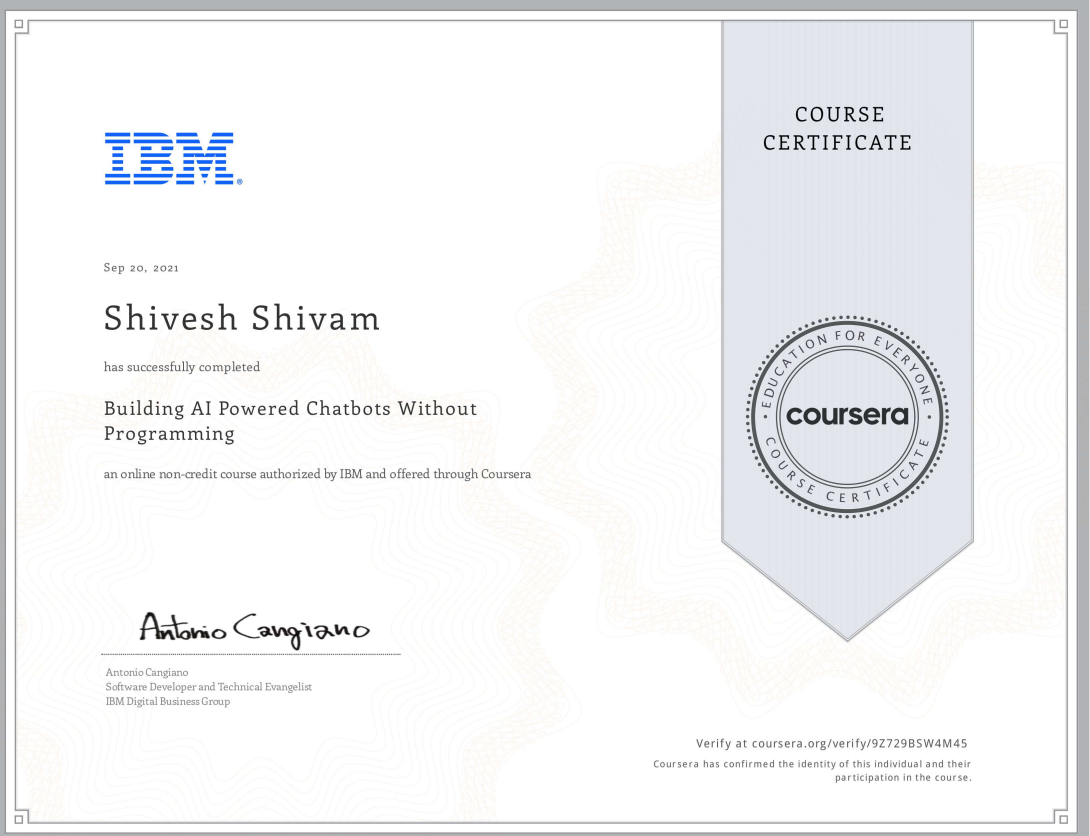 IBM®
COURSE
CERTIFICATE
Sep 20, 2021
Shivesh Shivam
has successfully completed
Building AI Powered Chatbots Without
Programming
an online non-credit course authorized by IBM and offered through Coursera
EDUCATION FOR EVERYONE
coursera
COURSE CERTIFICATE
Antonio Cangiano
Antonio Cangiano
Software Developer and Technical Evangelist
IBM Digital Business Group
Verify at coursera.org/verify/9Z729BSW4M45
Coursera has confirmed the identity of this individual and their
participation in the course.